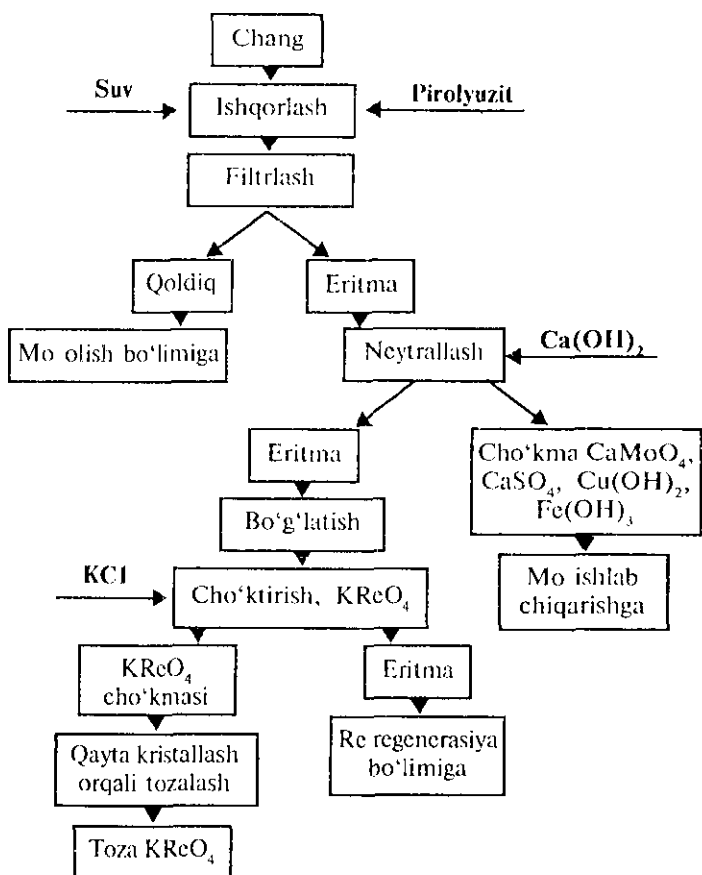 Chang
Suv
Pirolyuzit
Ishqorlash
Filtrlash
Qoldiq
Eritma
Mo olish bo‘limiga
Neytrallash
Ca(OH)₂
Eritma
Cho‘kma CaMoO₄,
CaSO₄, Cu(OH)₂,
Fe(OH)₃
Bo‘g‘latish
Mo ishlab
chiqarishga
KCl
Cho‘ktirish, KReO₄
KReO₄
cho‘kmasi
Eritma
Qayta kristallash
orqali tozalash
Re regenerasiya
bo‘limiga
Toza KReO₄